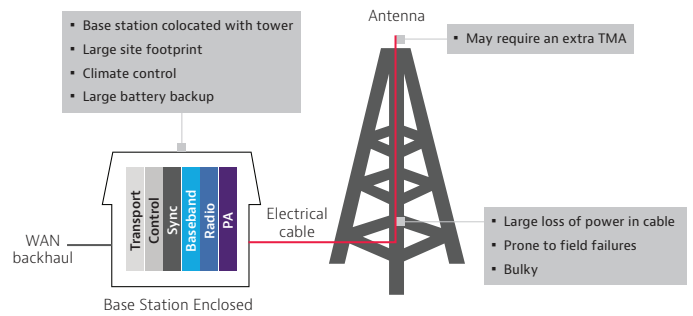 ▪ Base station colocated with tower
▪ Large site footprint
▪ Climate control
▪ Large battery backup
Antenna
▪ May require an extra TMA
Transport
Control
Sync
Baseband
Radio
PA
Electrical
cable
WAN
backhaul
▪ Large loss of power in cable
▪ Prone to field failures
▪ Bulky
Base Station Enclosed